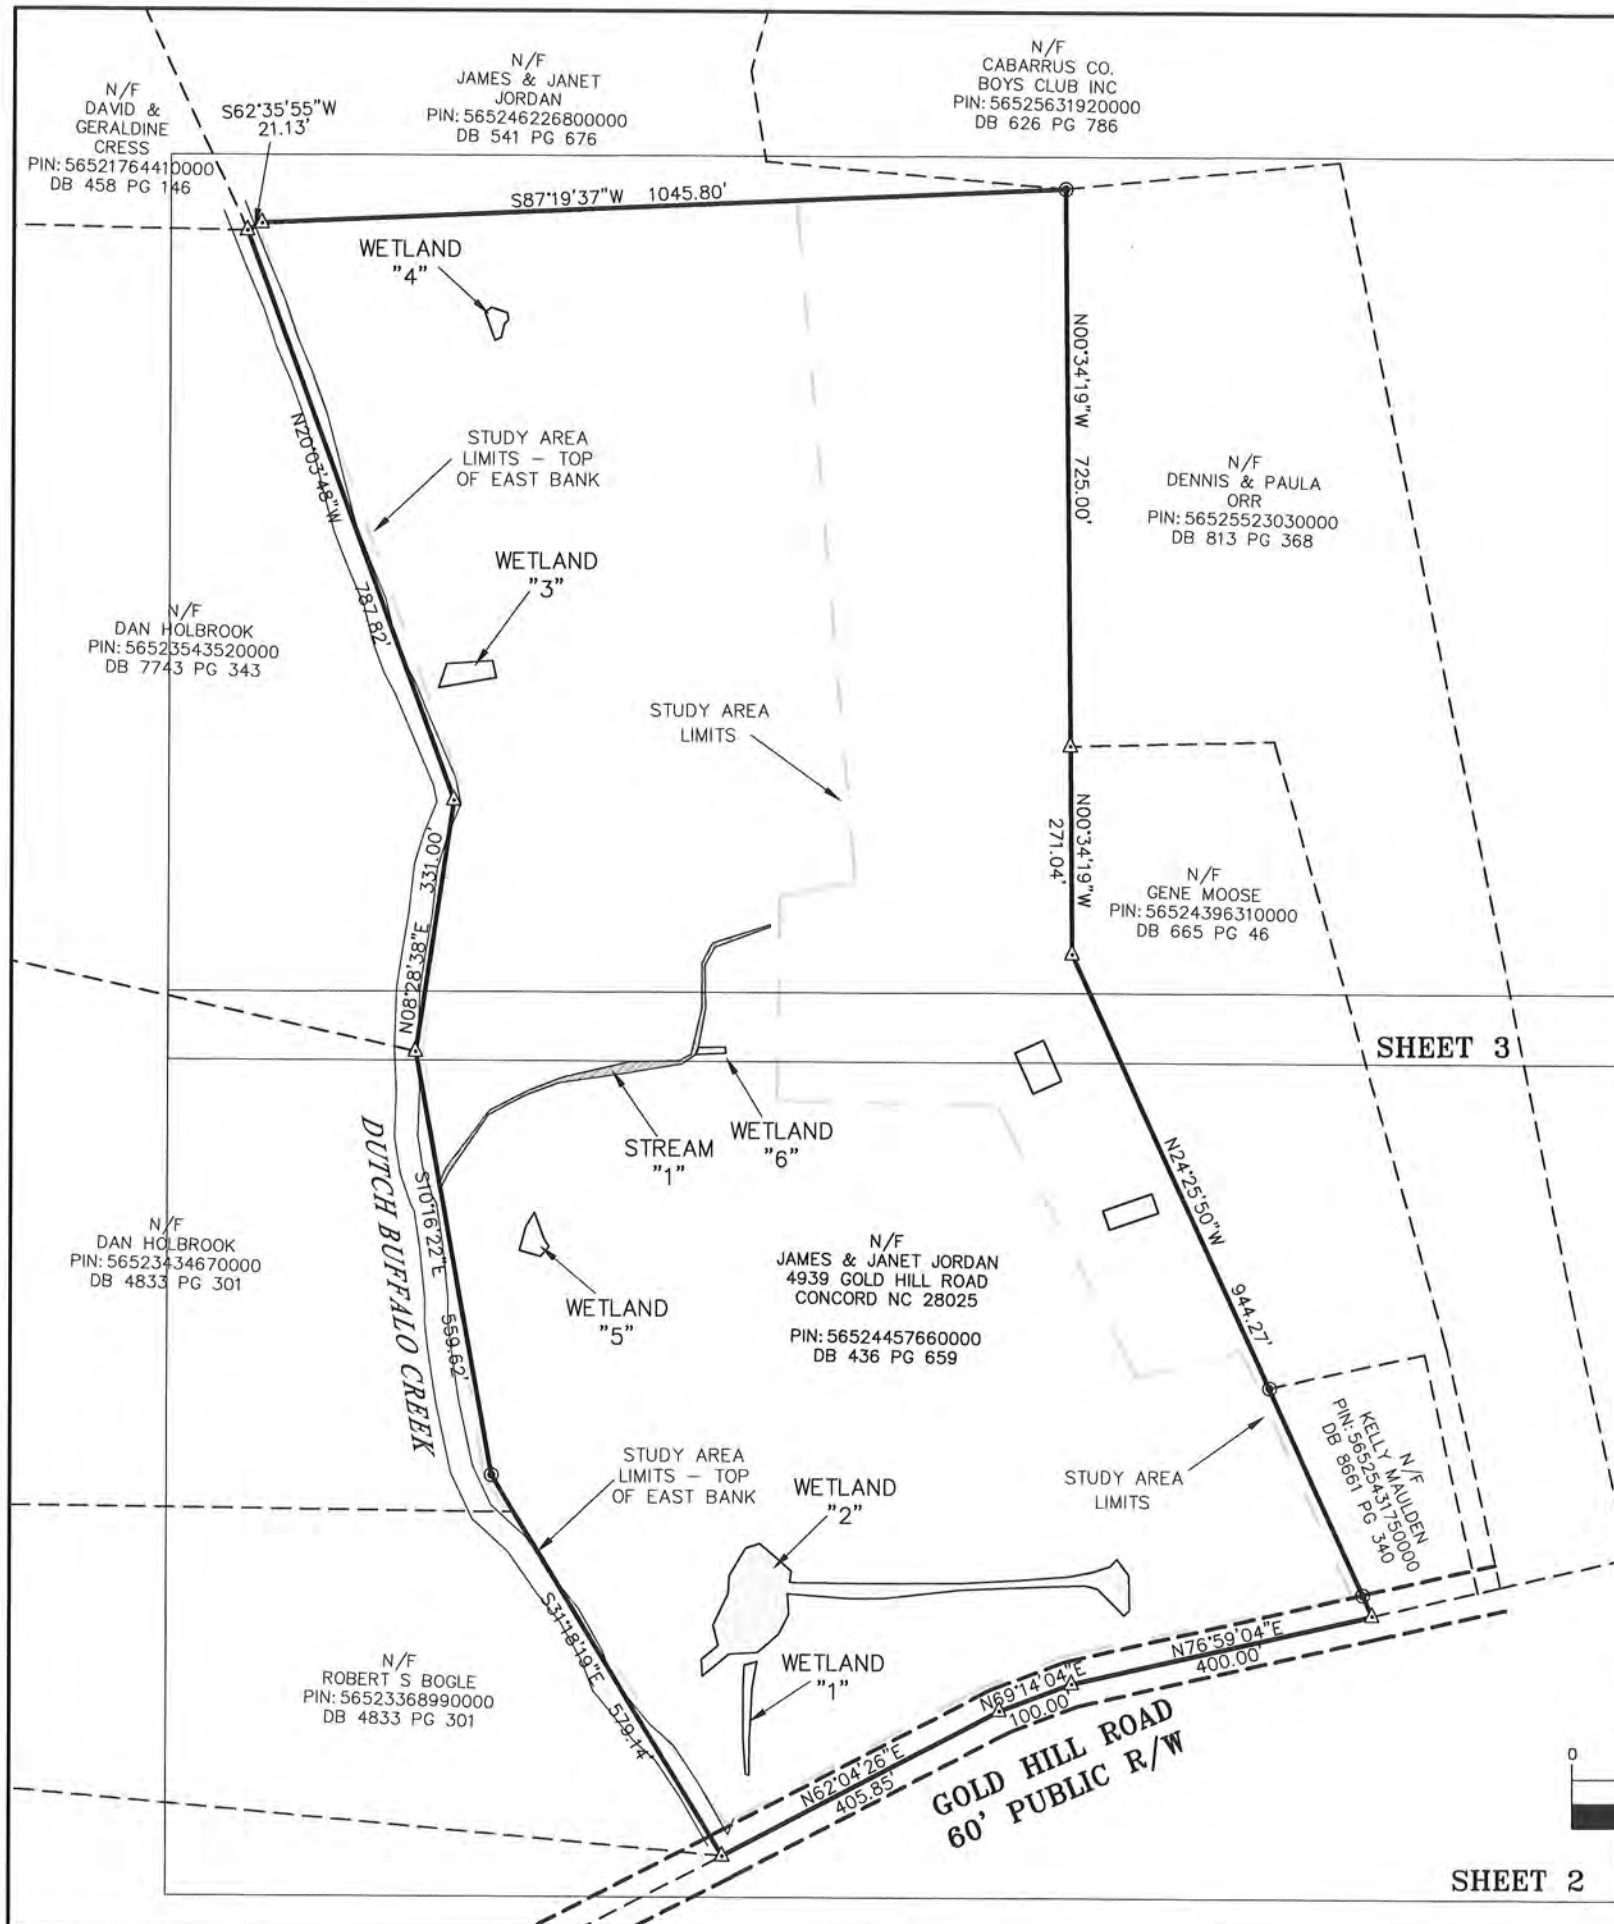 N/F
DAVID &
GERALDINE
CRESS
PIN: 56521764410000
DB 458 PG 146
S62°35'55"W
21.13'
N/F
JAMES & JANET
JORDAN
PIN: 565246226800000
DB 541 PG 676
N/F
CABARRUS CO.
BOYS CLUB INC
PIN: 56525631920000
DB 626 PG 786
S87°19'37"W 1045.80'
WETLAND
"4"
N20°03'48"W
787.82'
STUDY AREA
LIMITS – TOP
OF EAST BANK
N00°34'19"W 725.00'
N/F
DENNIS & PAULA
ORR
PIN: 56525523030000
DB 813 PG 368
WETLAND
"3"
N/F
DAN HOLBROOK
PIN: 56523543520000
DB 7743 PG 343
STUDY AREA
LIMITS
N08°28'38"E 331.00'
N00°34'19"W
271.04'
N/F
GENE MOOSE
PIN: 56524396310000
DB 665 PG 46
SHEET 3
STREAM
"1"
WETLAND
"6"
DUTCH BUFFALO CREEK
S10°16'22"E
559.62'
N24°25'50"W
944.27'
N/F
DAN HOLBROOK
PIN: 56523434670000
DB 4833 PG 301
WETLAND
"5"
N/F
JAMES & JANET JORDAN
4939 GOLD HILL ROAD
CONCORD NC 28025
PIN: 56524457660000
DB 436 PG 659
STUDY AREA
LIMITS – TOP
OF EAST BANK
WETLAND
"2"
STUDY AREA
LIMITS
N/F
KELLY MAULDEN
PIN: 56525431750000
DB 8661 PG 340
S31°18'19"E 579.14'
N/F
ROBERT S BOGLE
PIN: 56523368990000
DB 4833 PG 301
WETLAND
"1"
N62°04'26"E
405.85'
N69°14'04"E
100.00'
N76°59'04"E
400.00'
GOLD HILL ROAD
60' PUBLIC R/W
0
SHEET 2